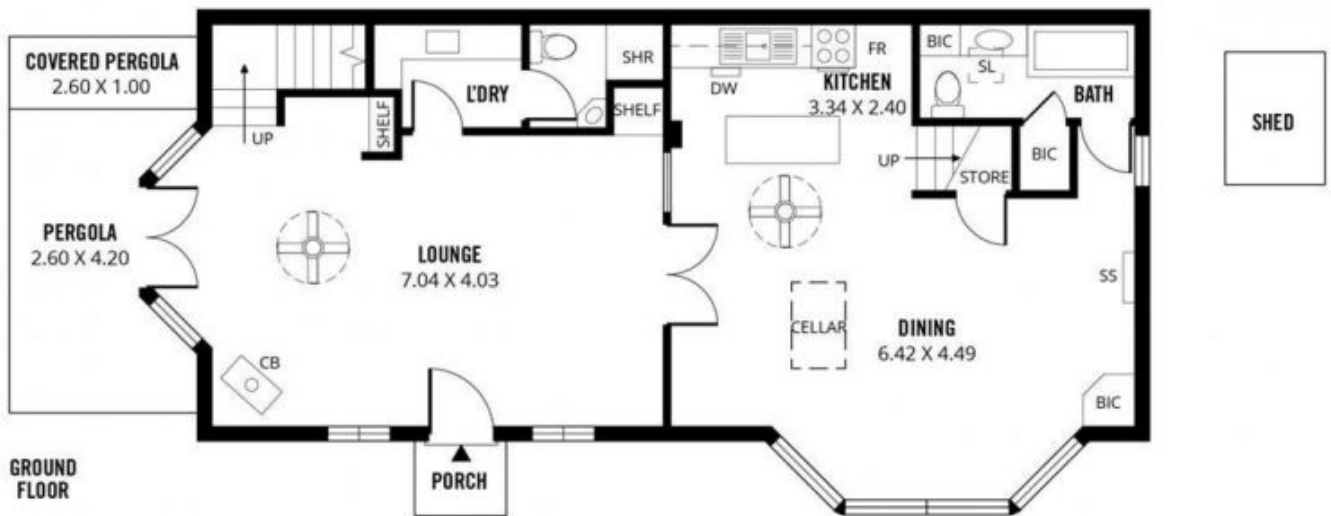 COVERED PERGOLA
2.60 X 1.00
UP
SHELF
L'DRY
SHR
SHELF
DW
KITCHEN
3.34 X 2.40
FR
BIC
SL
BATH
SHED
UP
STORE
BIC
PERGOLA
2.60 X 4.20
LOUNGE
7.04 X 4.03
SS
CELLAR
DINING
6.42 X 4.49
CB
BIC
GROUND
FLOOR
PORCH